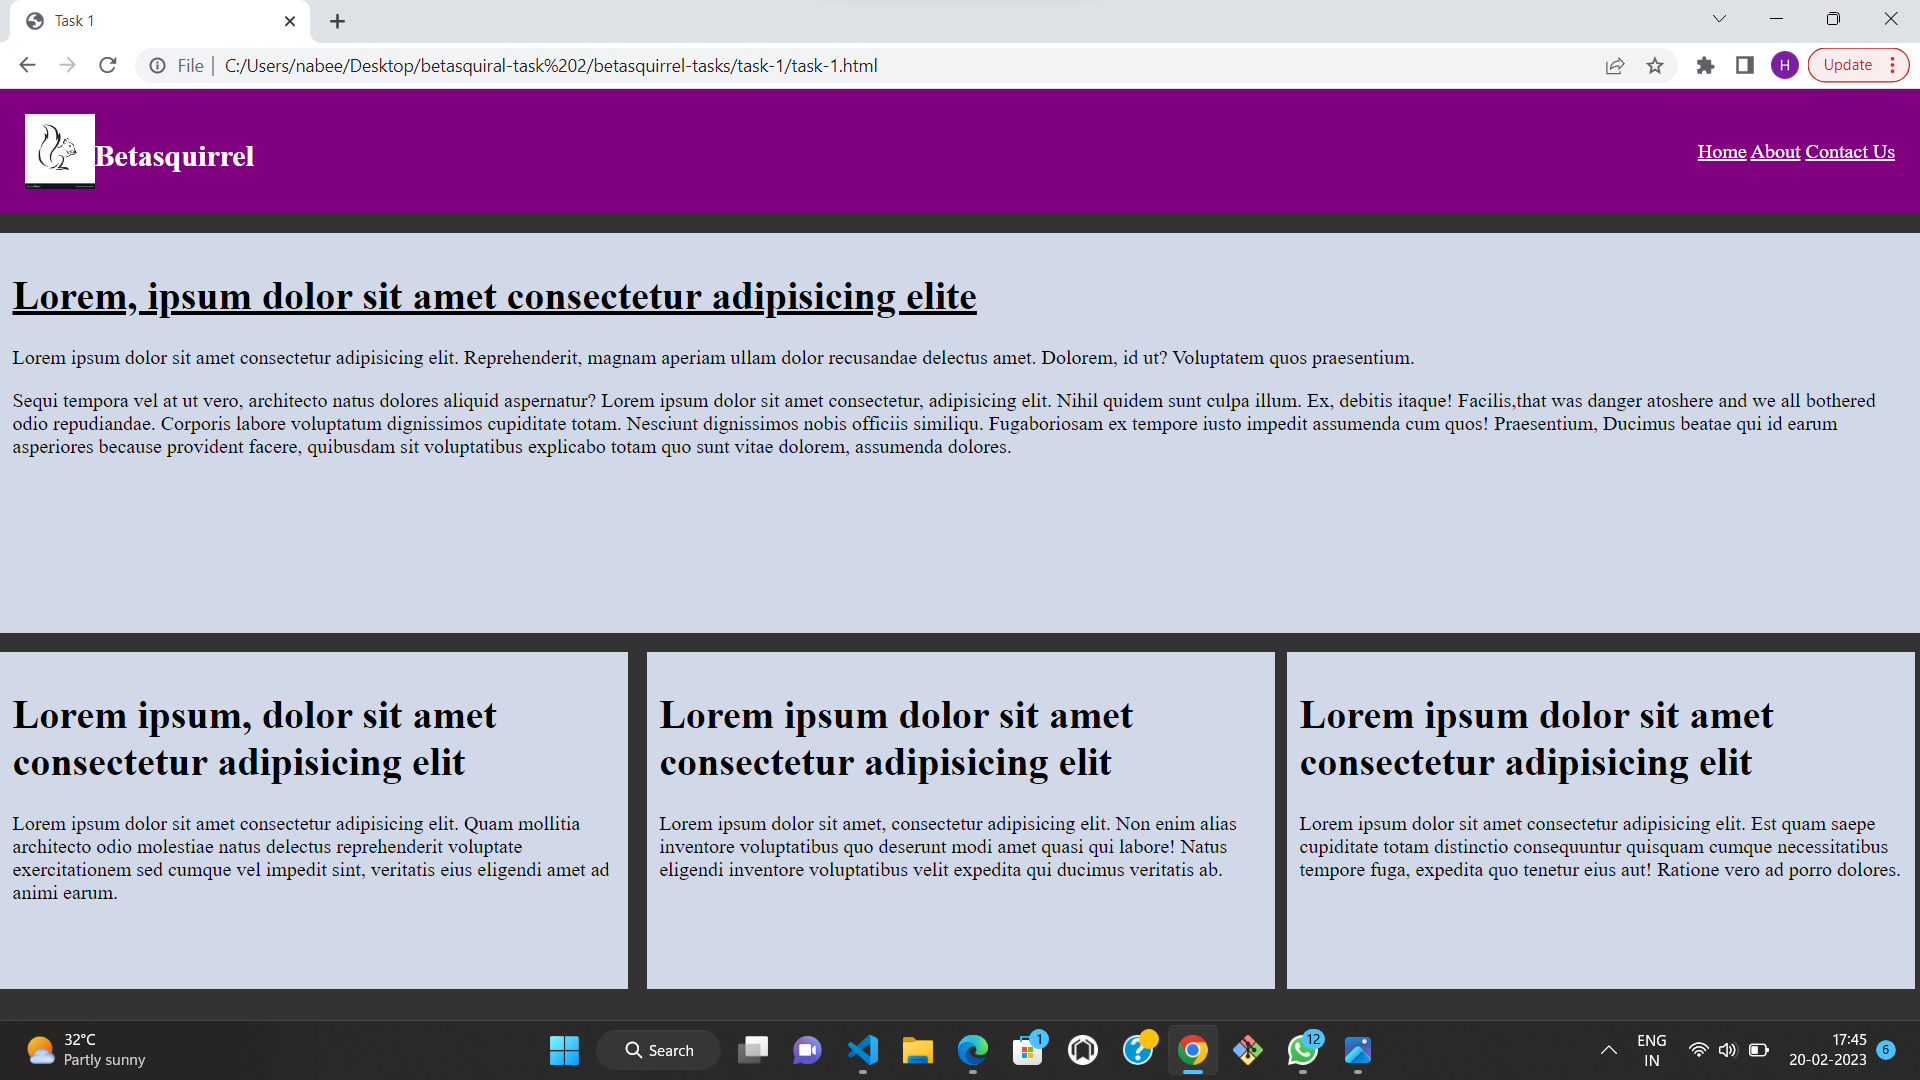 Task 1
File
C:/Users/nabee/Desktop/betasquiral-task%202/betasquirrel-tasks/task-1/task-1.html
H
Update
Betasquirrel
Home About Contact Us
Lorem, ipsum dolor sit amet consectetur adipisicing elite
Lorem ipsum dolor sit amet consectetur adipisicing elit. Reprehenderit, magnam aperiam ullam dolor recusandae delectus amet. Dolorem, id ut? Voluptatem quos praesentium.
Sequi tempora vel at ut vero, architecto natus dolores aliquid aspernatur? Lorem ipsum dolor sit amet consectetur, adipisicing elit. Nihil quidem sunt culpa illum. Ex, debitis itaque! Facilis,that was danger atoshere and we all bothered
odio repudiandae. Corporis labore voluptatum dignissimos cupiditate totam. Nesciunt dignissimos nobis officiis similiqu. Fugaboriosam ex tempore iusto impedit assumenda cum quos! Praesentium, Ducimus beatae qui id earum
asperiores because provident facere, quibusdam sit voluptatibus explicabo totam quo sunt vitae dolorem, assumenda dolores.
Lorem ipsum, dolor sit amet
consectetur adipisicing elit
Lorem ipsum dolor sit amet consectetur adipisicing elit. Quam mollitia
architecto odio molestiae natus delectus reprehenderit voluptate
exercitationem sed cumque vel impedit sint, veritatis eius eligendi amet ad
animi earum.
Lorem ipsum dolor sit amet
consectetur adipisicing elit
Lorem ipsum dolor sit amet, consectetur adipisicing elit. Non enim alias
inventore voluptatibus quo deserunt modi amet quasi qui labore! Natus
eligendi inventore voluptatibus velit expedita qui ducimus veritatis ab.
Lorem ipsum dolor sit amet
consectetur adipisicing elit
Lorem ipsum dolor sit amet consectetur adipisicing elit. Est quam saepe
cupiditate totam distinctio consequuntur quisquam cumque necessitatibus
tempore fuga, expedita quo tenetur eius aut! Ratione vero ad porro dolores.
32°C
Partly sunny
Search
1
12
ENG
IN
17:45
20-02-2023
6